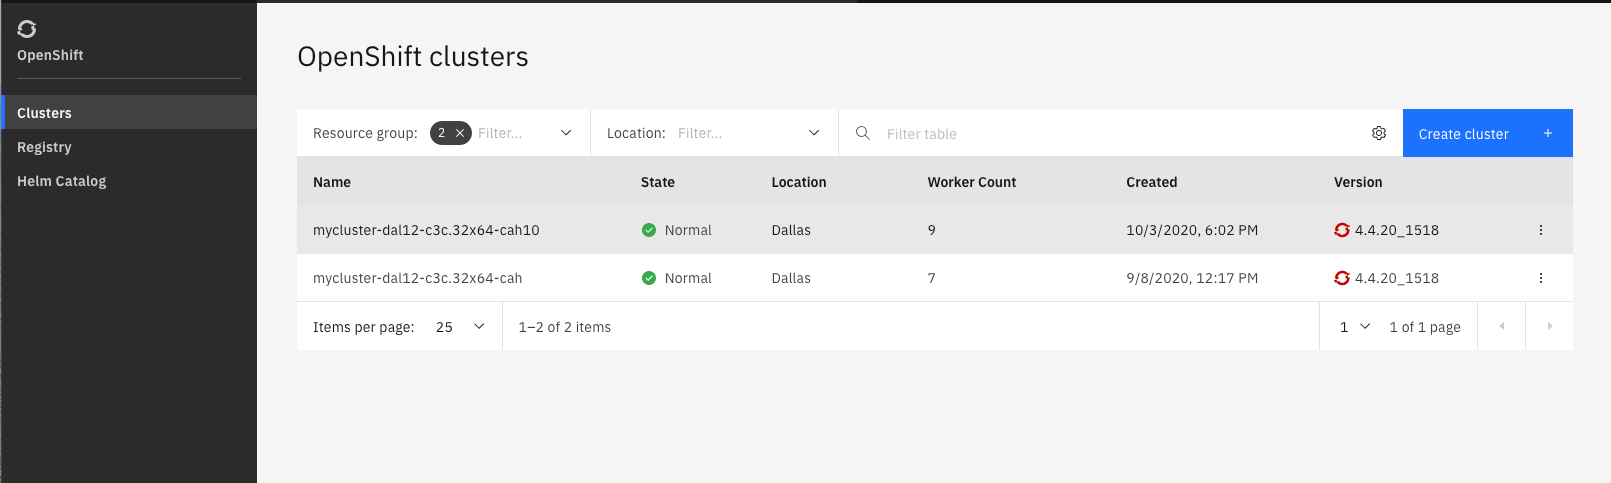 OpenShift
Clusters
Registry
Helm Catalog
OpenShift clusters
Resource group: 2 Filter... Location: Filter... Filter table Create cluster +
Name State Location Worker Count Created Version
mycluster-dal12-c3c.32x64-cah10 Normal Dallas 9 10/3/2020, 6:02 PM 4.4.20_1518
mycluster-dal12-c3c.32x64-cah Normal Dallas 7 9/8/2020, 12:17 PM 4.4.20_1518
Items per page: 25 1–2 of 2 items 1 1 of 1 page